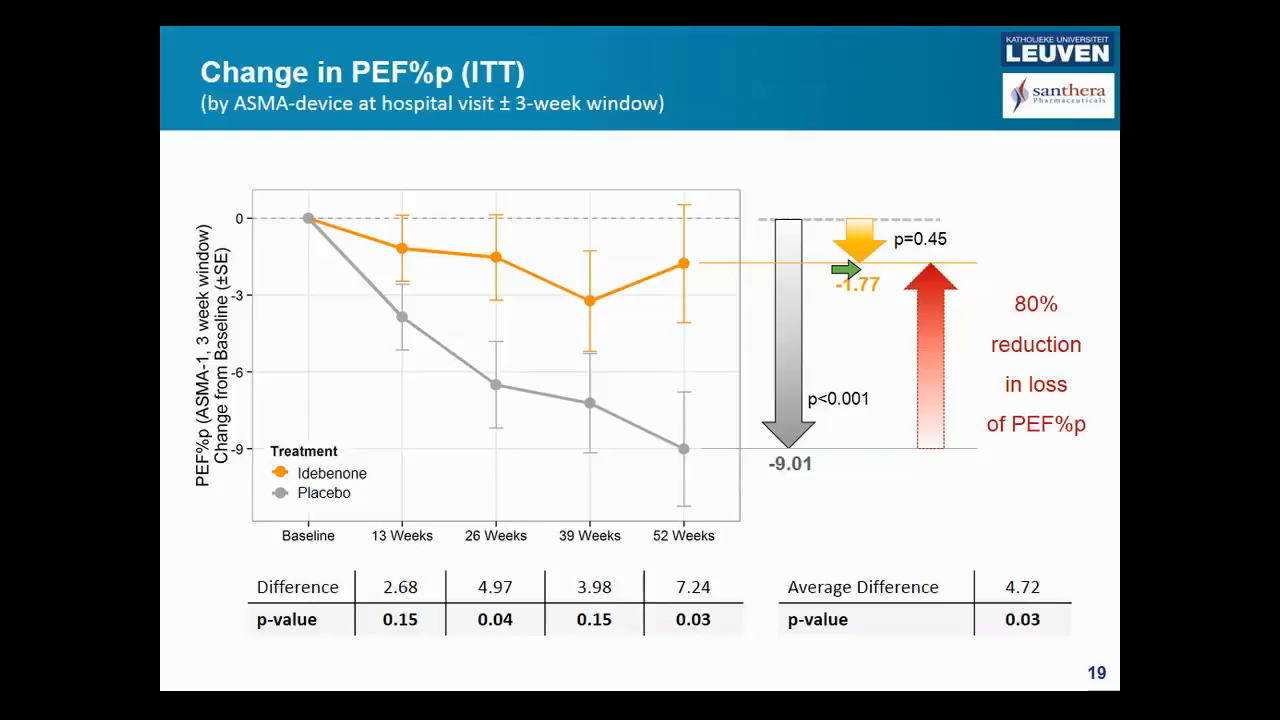 Change in PEF%p (ITT)
(by ASMA-device at hospital visit ± 3-week window)
KATHOLIEKE UNIVERSITEIT
LEUVEN
santhera
Pharmaceuticals
PEF%p (ASMA-1, 3 week window)
Change from Baseline (±SE)
0
-3
-6
-9
Treatment
Idebenone
Placebo
Baseline
13 Weeks
26 Weeks
39 Weeks
52 Weeks
p=0.45
-1.77
p<0.001
-9.01
80%
reduction
in loss
of PEF%p
Difference 2.68 4.97 3.98 7.24
p-value 0.15 0.04 0.15 0.03
Average Difference 4.72
p-value 0.03
19